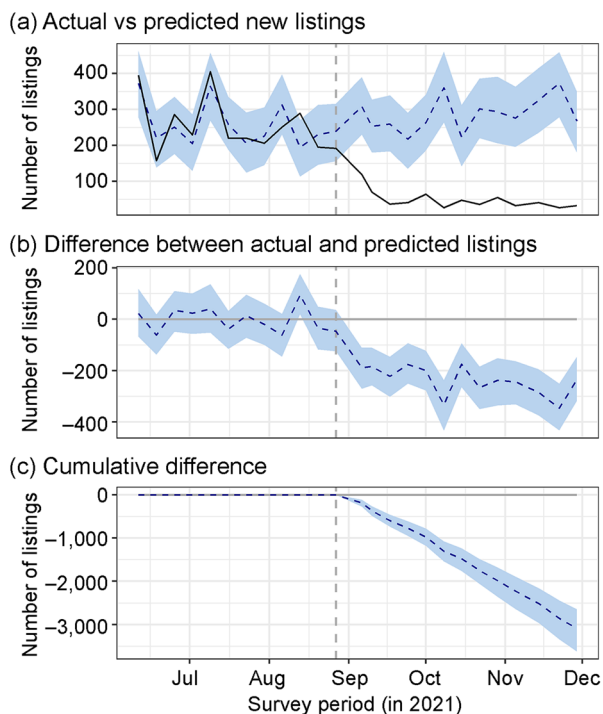 (a) Actual vs predicted new listings
Number of listings
400
300
200
100
(b) Difference between actual and predicted listings
Number of listings
200
0
−200
−400
(c) Cumulative difference
Number of listings
0
−1,000
−2,000
−3,000
Jul Aug Sep Oct Nov Dec
Survey period (in 2021)